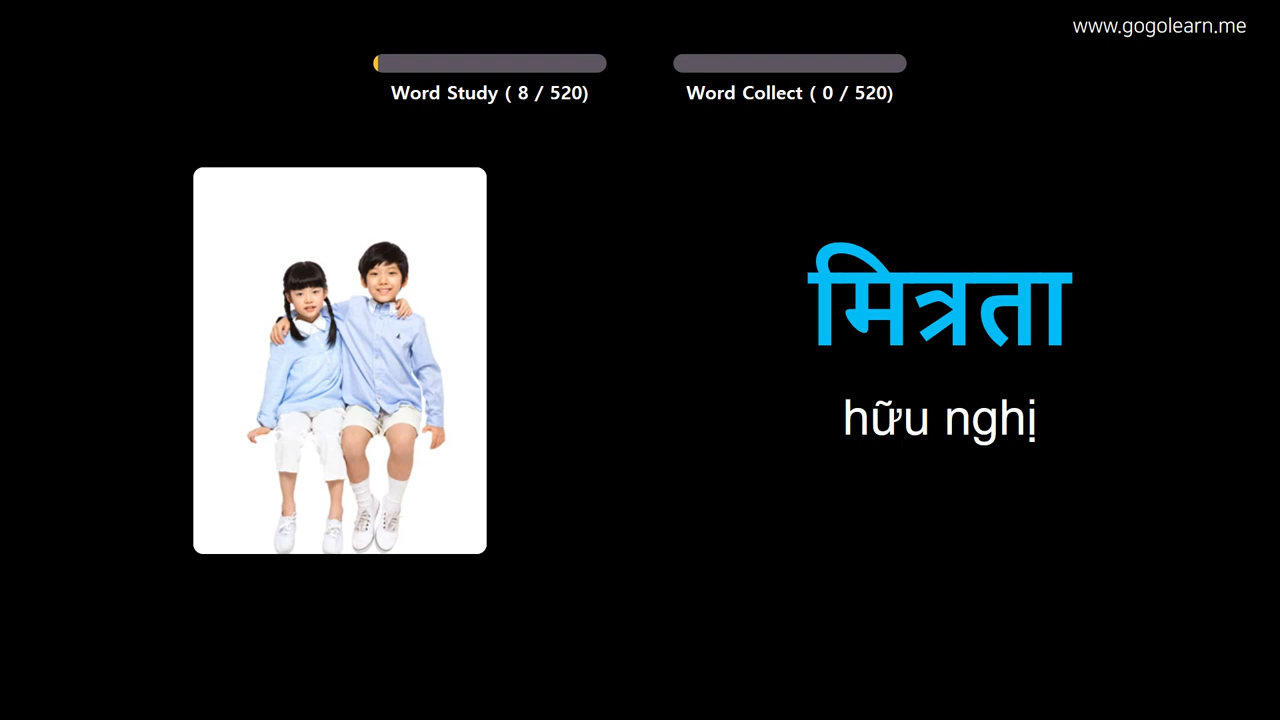 www.gogolearn.me
Word Study ( 8 / 520)
Word Collect ( 0 / 520)
मित्रता
hữu nghị